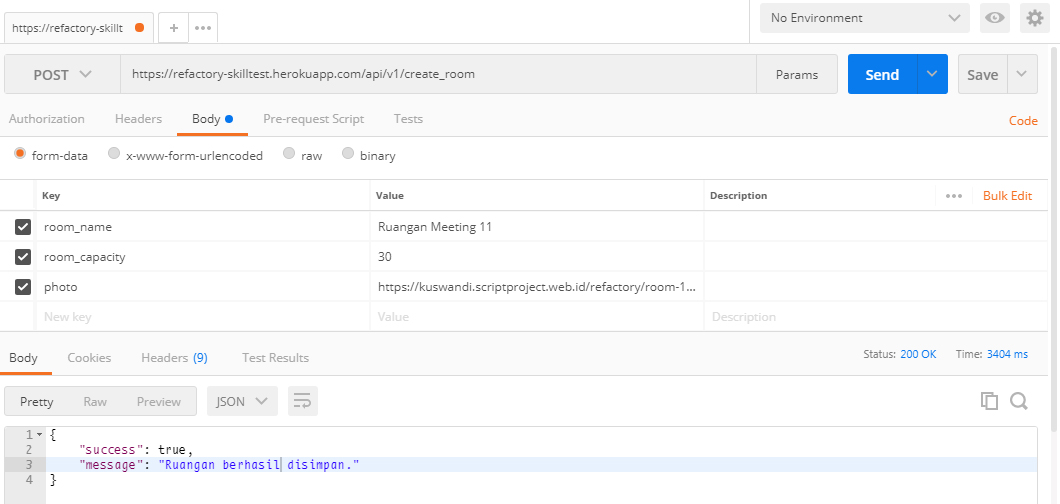 https://refactory-skillt + ••• No Environment
POST https://refactory-skilltest.herokuapp.com/api/v1/create_room Params Send Save
Authorization Headers Body Pre-request Script Tests Code
form-data x-www-form-urlencoded raw binary
Key Value Description ••• Bulk Edit
room_name Ruangan Meeting 11
room_capacity 30
photo https://kuswandi.scriptproject.web.id/refactory/room-1...
New key Value Description
Body Cookies Headers (9) Test Results Status: 200 OK Time: 3404 ms
Pretty Raw Preview JSON
1 {
2 "success": true,
3 "message": "Ruangan berhasil disimpan."
4 }